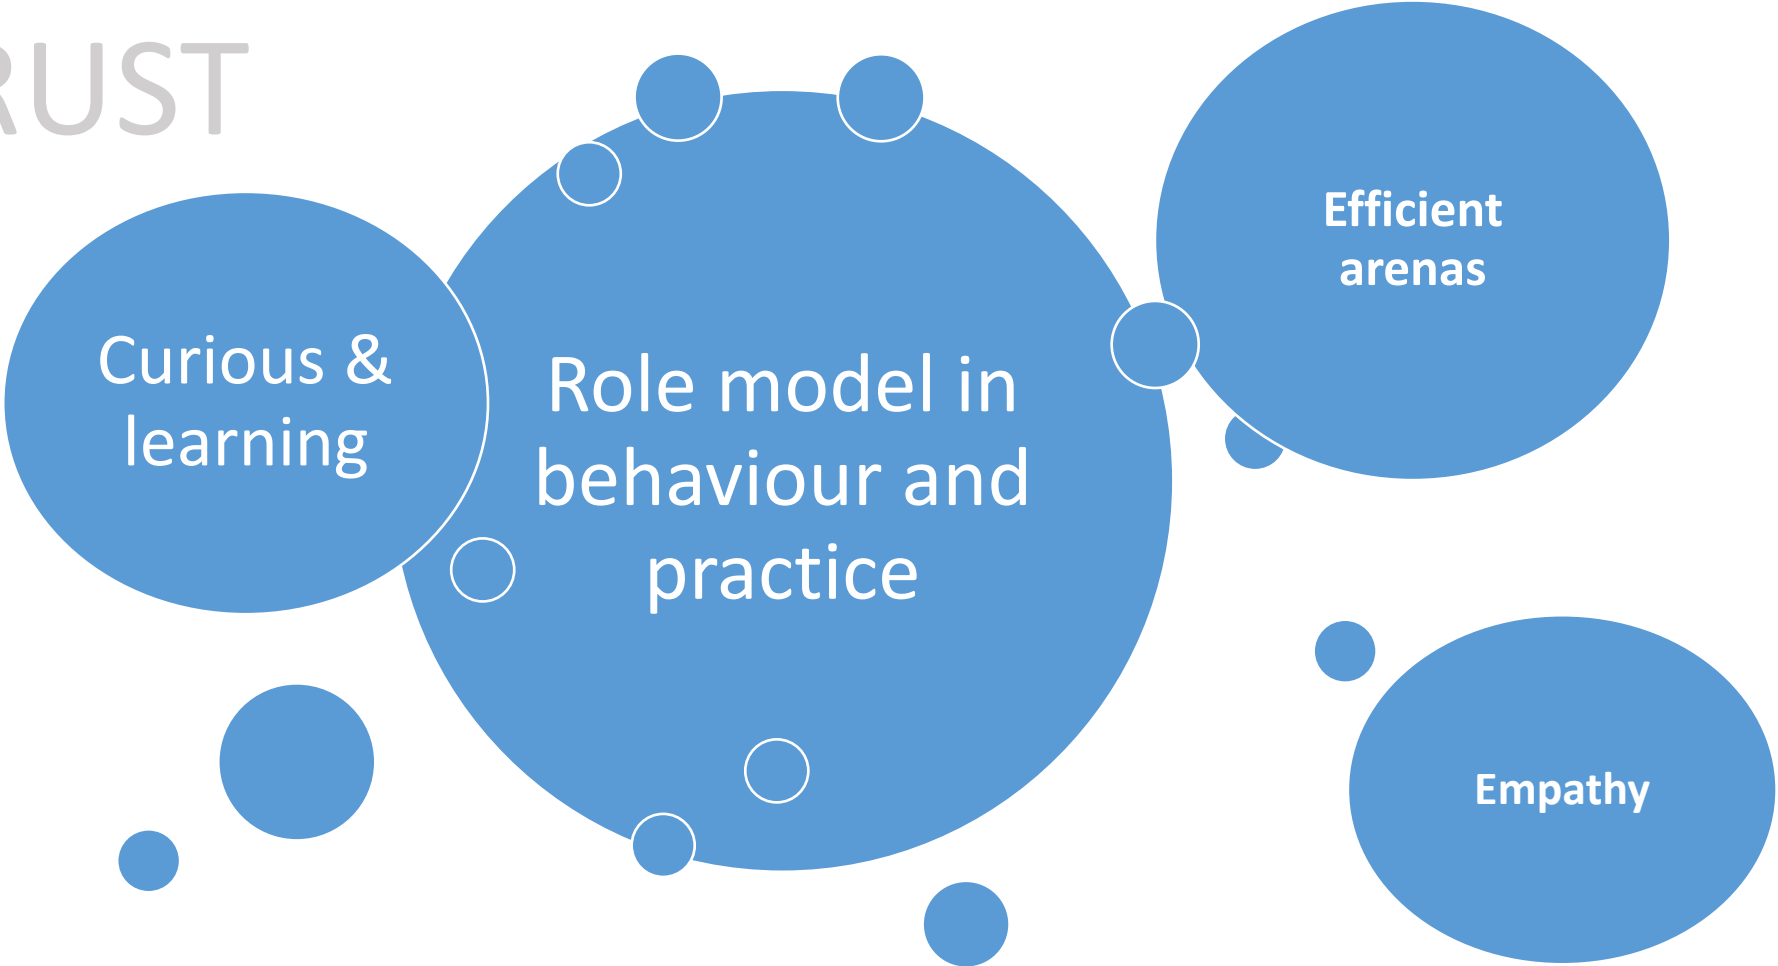 RUST
Curious &
learning
Role model in
behaviour and
practice
Efficient
arenas
Empathy